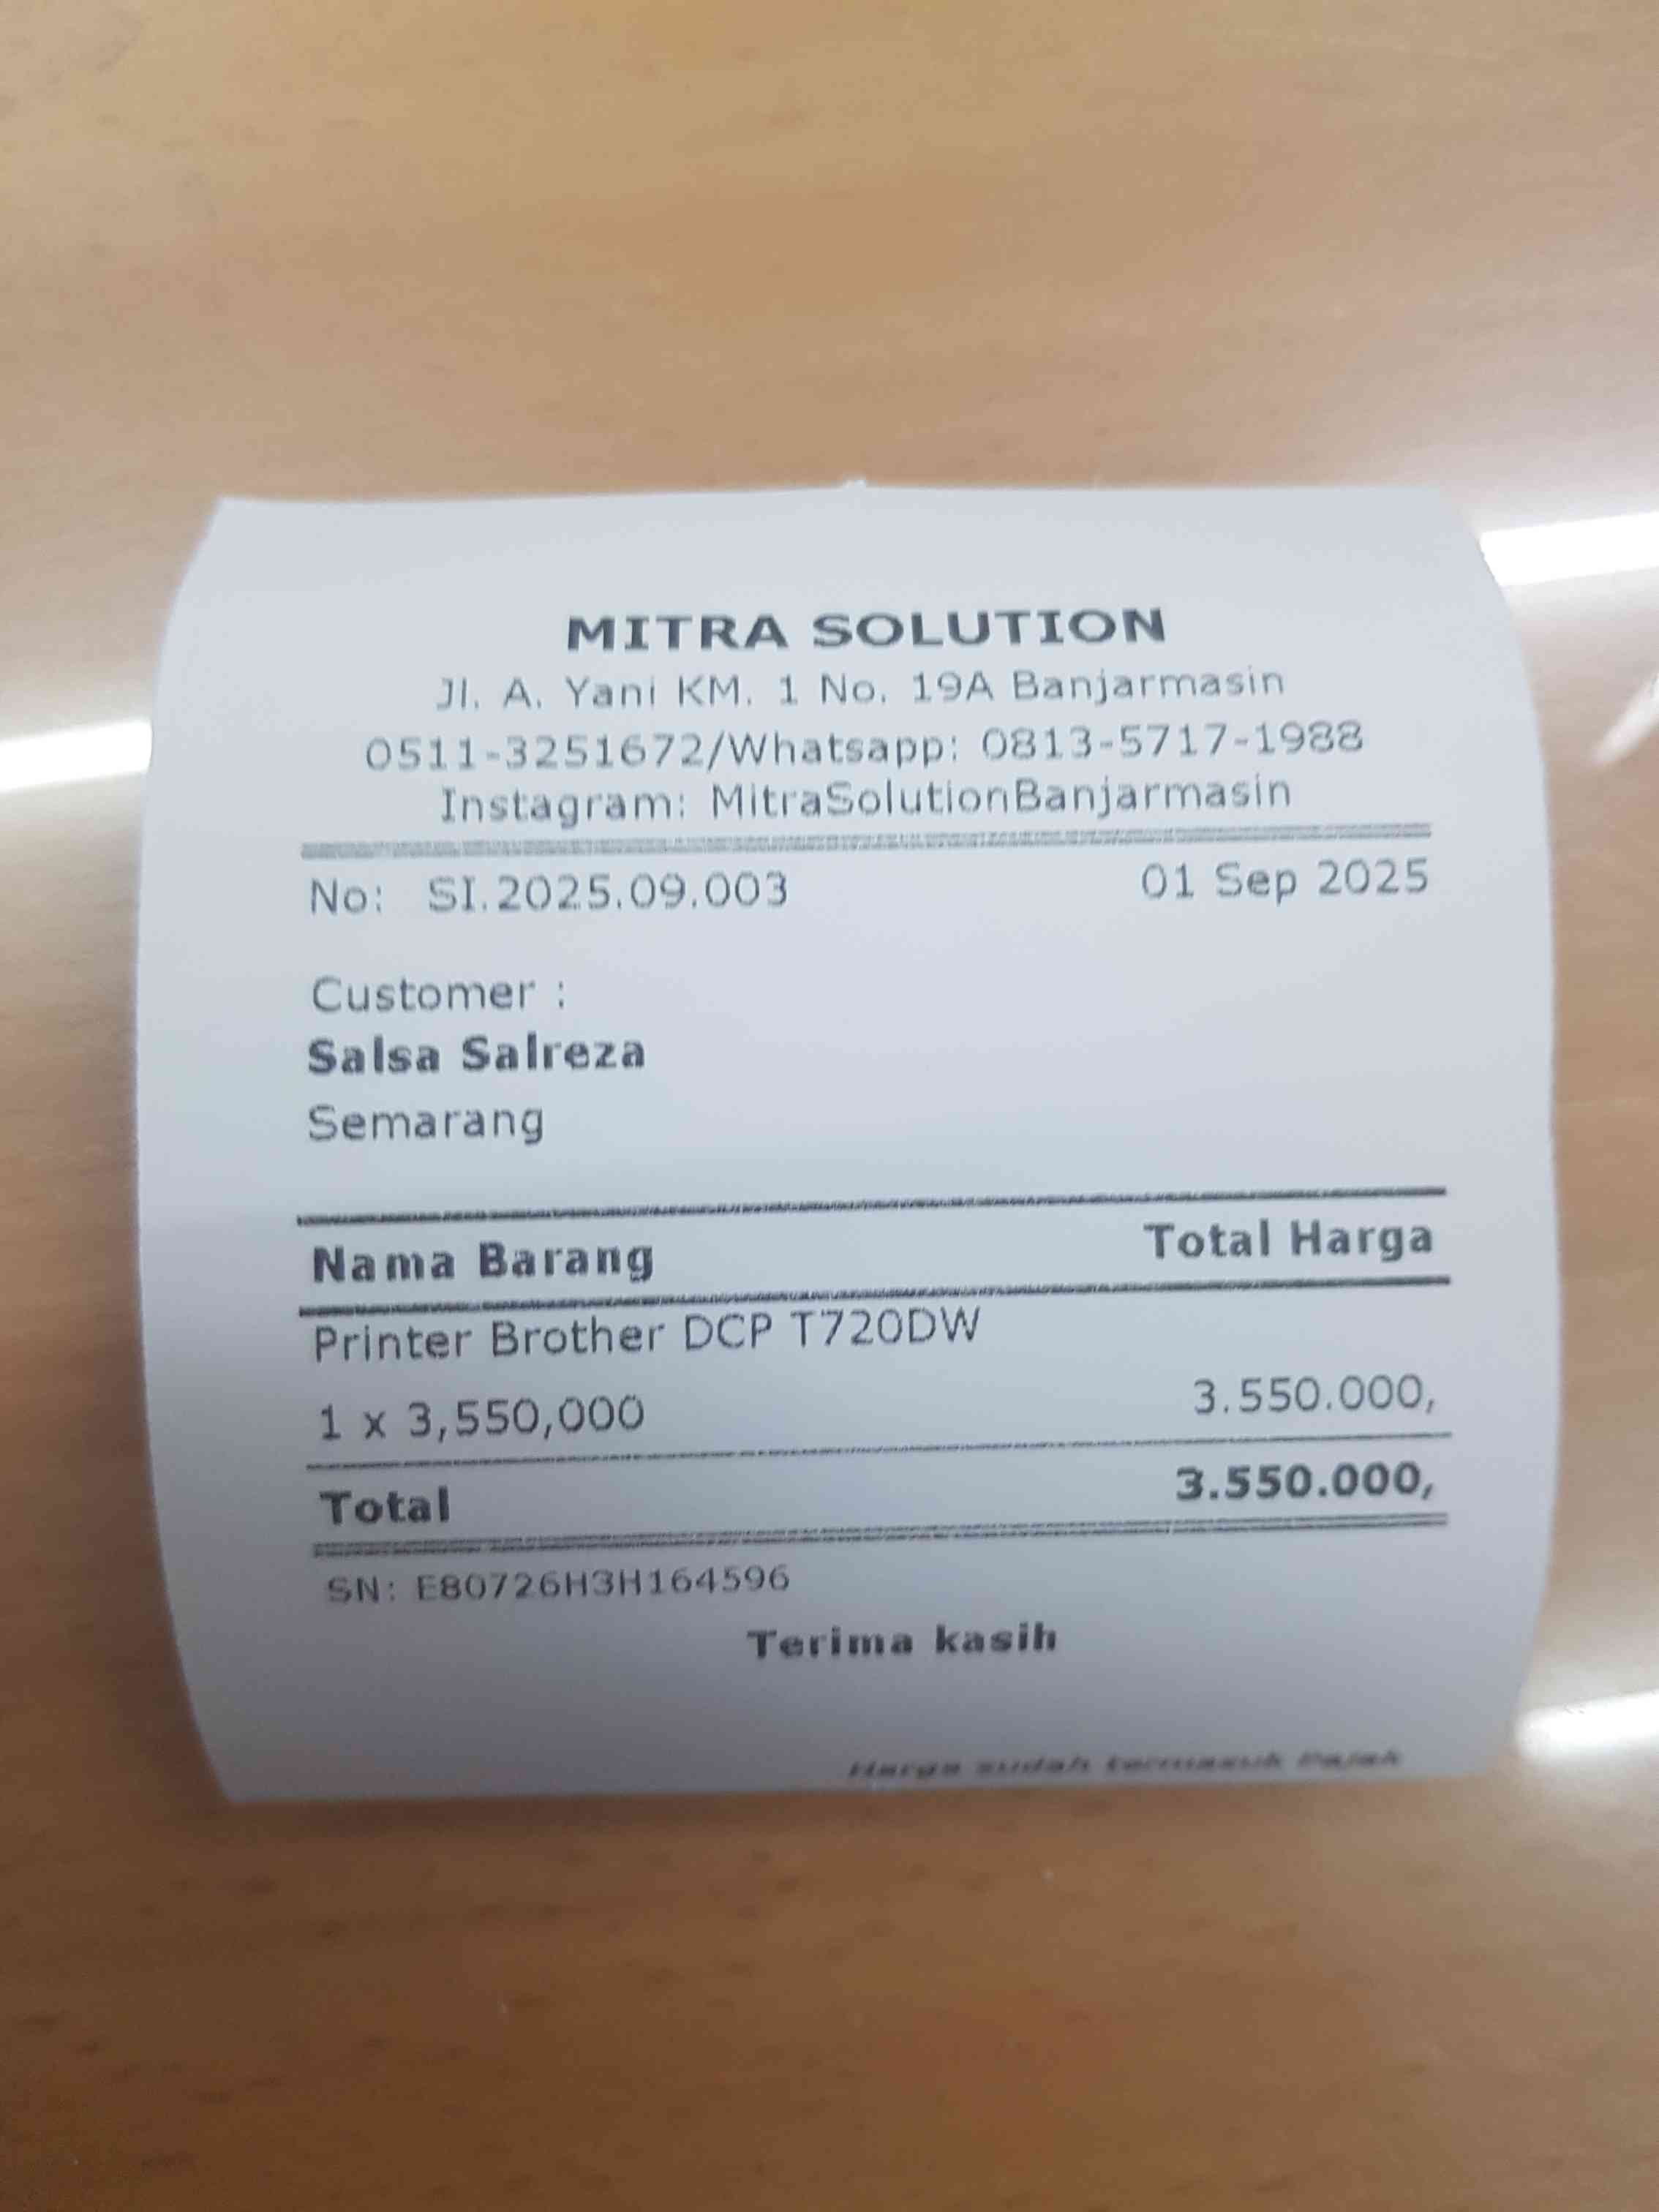 MITRA SOLUTION
Jl. A. Yani KM. 1 No. 19A Banjarmasin
0511-3251672/Whatsapp: 0813-5717-1988
Instagram: MitraSolutionBanjarmasin
No: SI.2025.09.003 01 Sep 2025
Customer :
Salsa Salreza
Semarang
Nama Barang Total Harga
Printer Brother DCP T720DW
1 x 3,550,000 3.550.000,
Total 3.550.000,
SN: E80726H3H164596
Terima kasih
Harga sudah termasuk Pajak